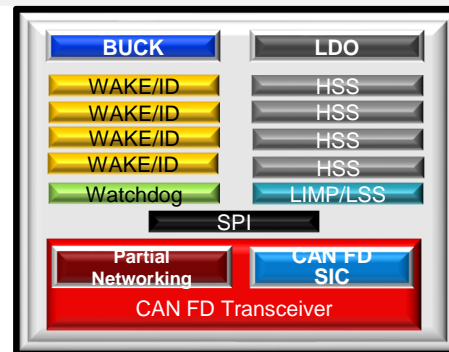 BUCK LDO
WAKE/ID HSS
WAKE/ID HSS
WAKE/ID HSS
WAKE/ID HSS
Watchdog LIMP/LSS
SPI
Partial CAN FD
Networking SIC
CAN FD Transceiver